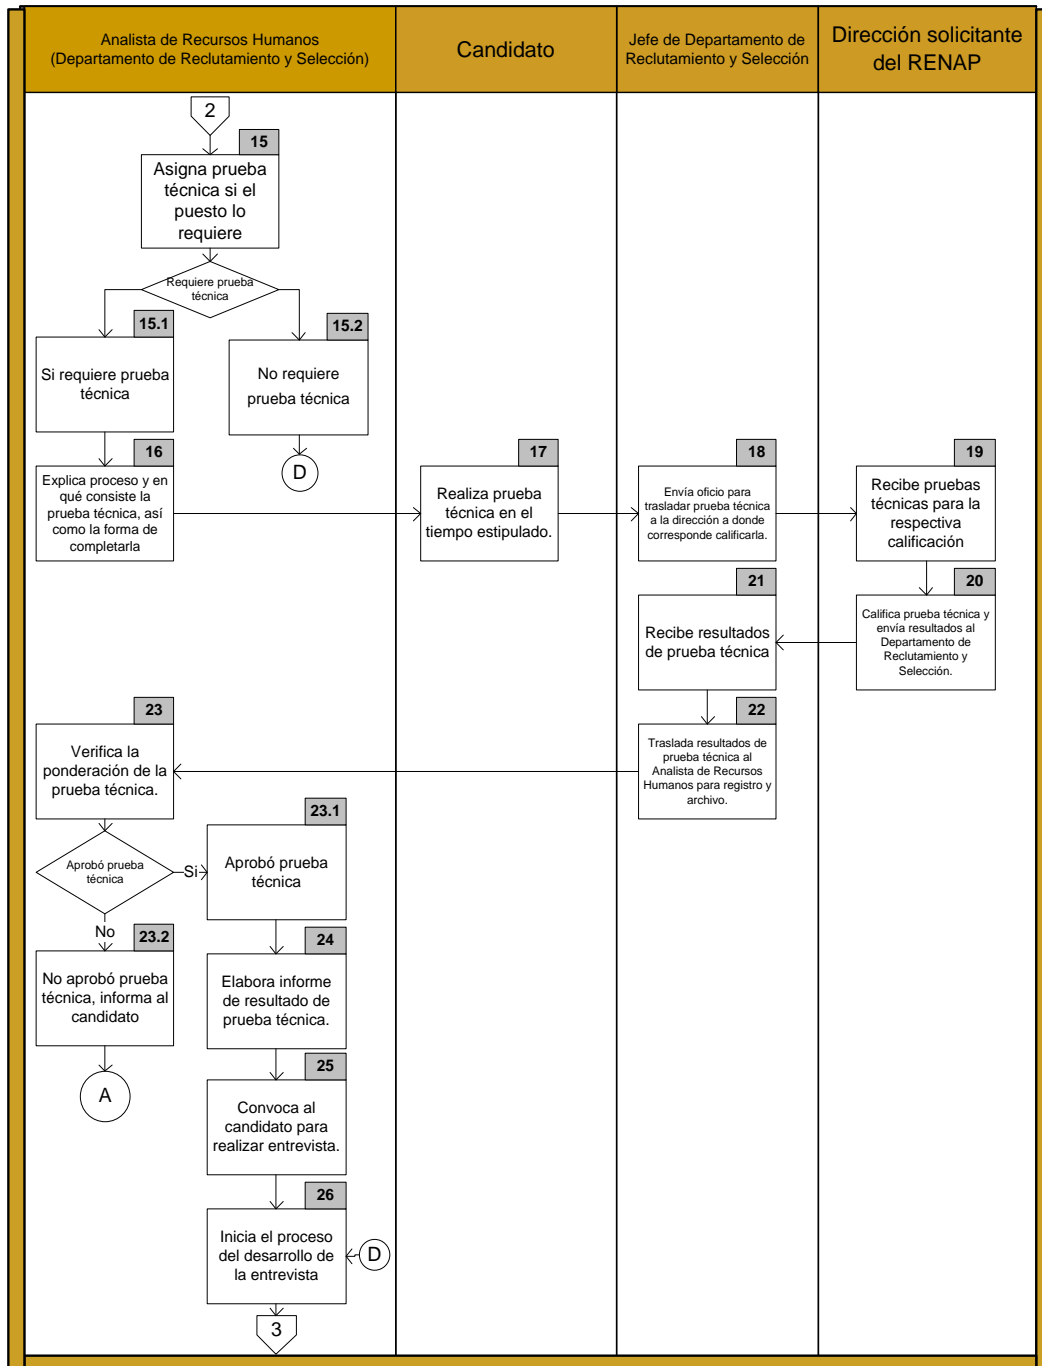 Analista de Recursos Humanos
(Departamento de Reclutamiento y Selección)
Candidato
Jefe de Departamento de
Reclutamiento y Selección
Dirección solicitante
del RENAP
2
15
Asigna prueba
técnica si el
puesto lo
requiere
Requiere prueba
técnica
15.1
Si requiere prueba
técnica
15.2
No requiere
prueba técnica
D
16
Explica proceso y en
qué consiste la
prueba técnica, así
como la forma de
completarla
17
Realiza prueba
técnica en el
tiempo estipulado.
18
Envía oficio para
trasladar prueba técnica
a la dirección a donde
corresponde calificarla.
19
Recibe pruebas
técnicas para la
respectiva
calificación
20
Califica prueba técnica y
envía resultados al
Departamento de
Reclutamiento y
Selección.
21
Recibe resultados
de prueba técnica
22
Traslada resultados de
prueba técnica al
Analista de Recursos
Humanos para registro y
archivo.
23
Verifica la
ponderación de la
prueba técnica.
Aprobó prueba
técnica
Si
23.1
Aprobó prueba
técnica
No
23.2
No aprobó prueba
técnica, informa al
candidato
A
24
Elabora informe
de resultado de
prueba técnica.
25
Convoca al
candidato para
realizar entrevista.
26
Inicia el proceso
del desarrollo de
la entrevista
D
3